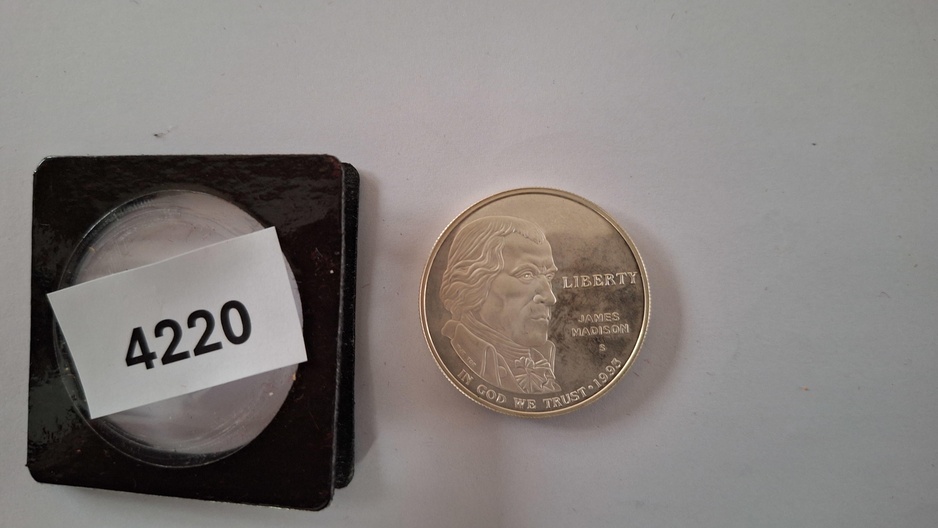 4220
LIBERTY
JAMES
MADISON
S
IN GOD WE TRUST • 1993